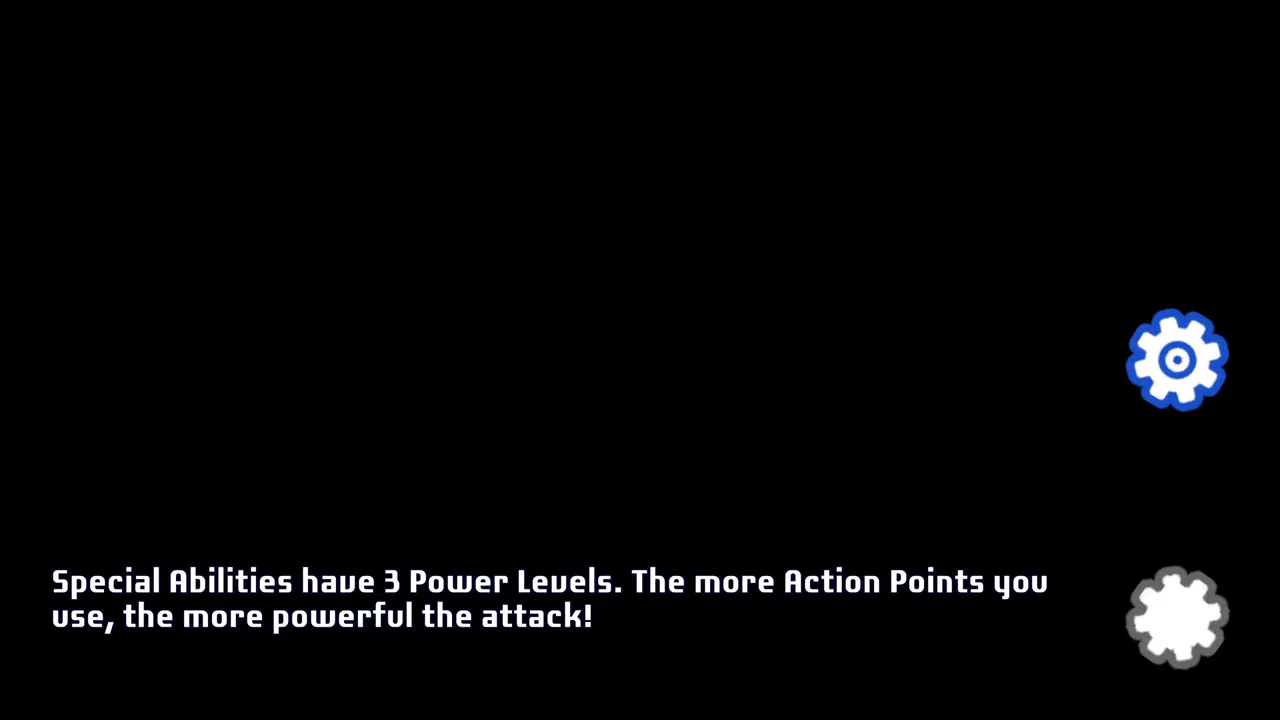 Special Abilities have 3 Power Levels. The more Action Points you
use, the more powerful the attack!